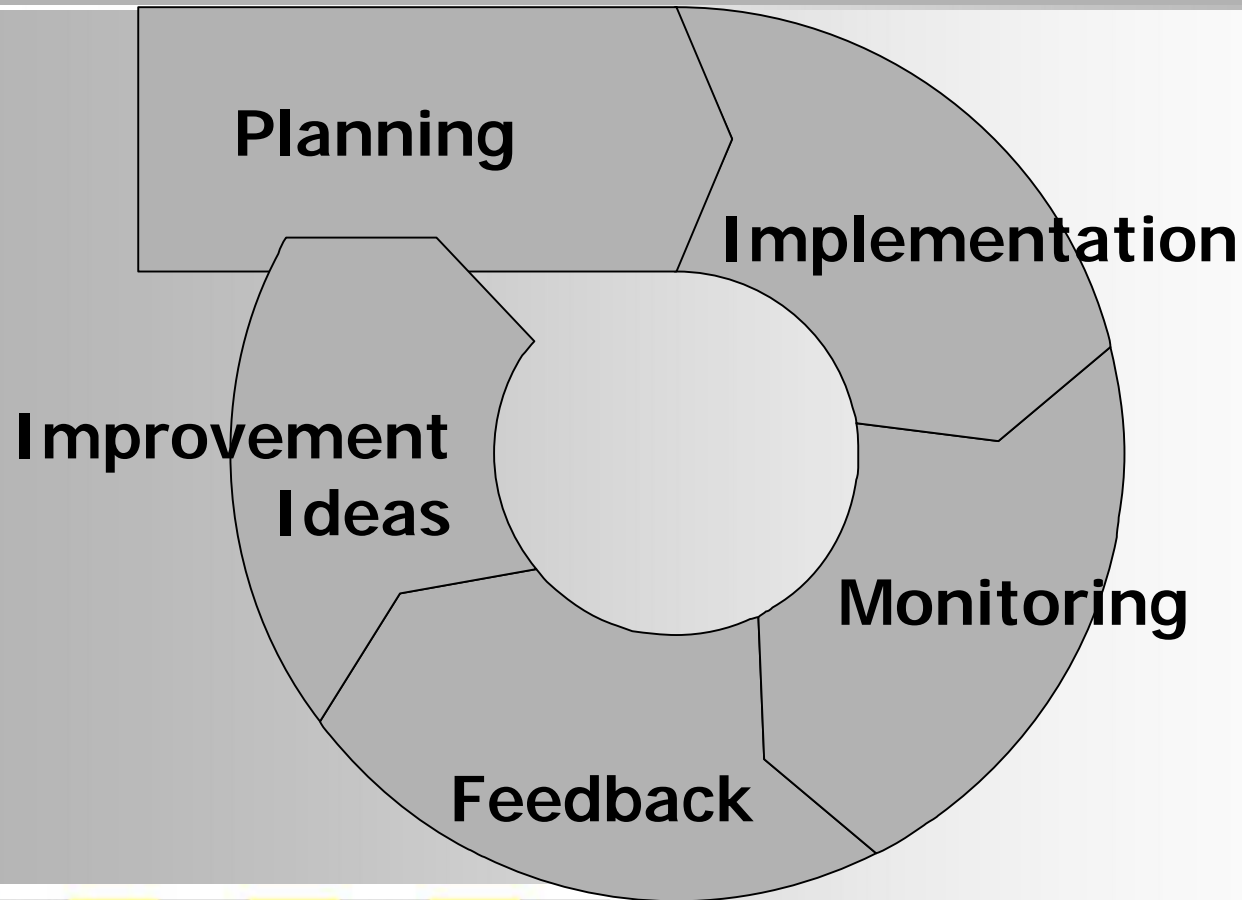 Planning
Implementation
Monitoring
Feedback
Improvement
Ideas